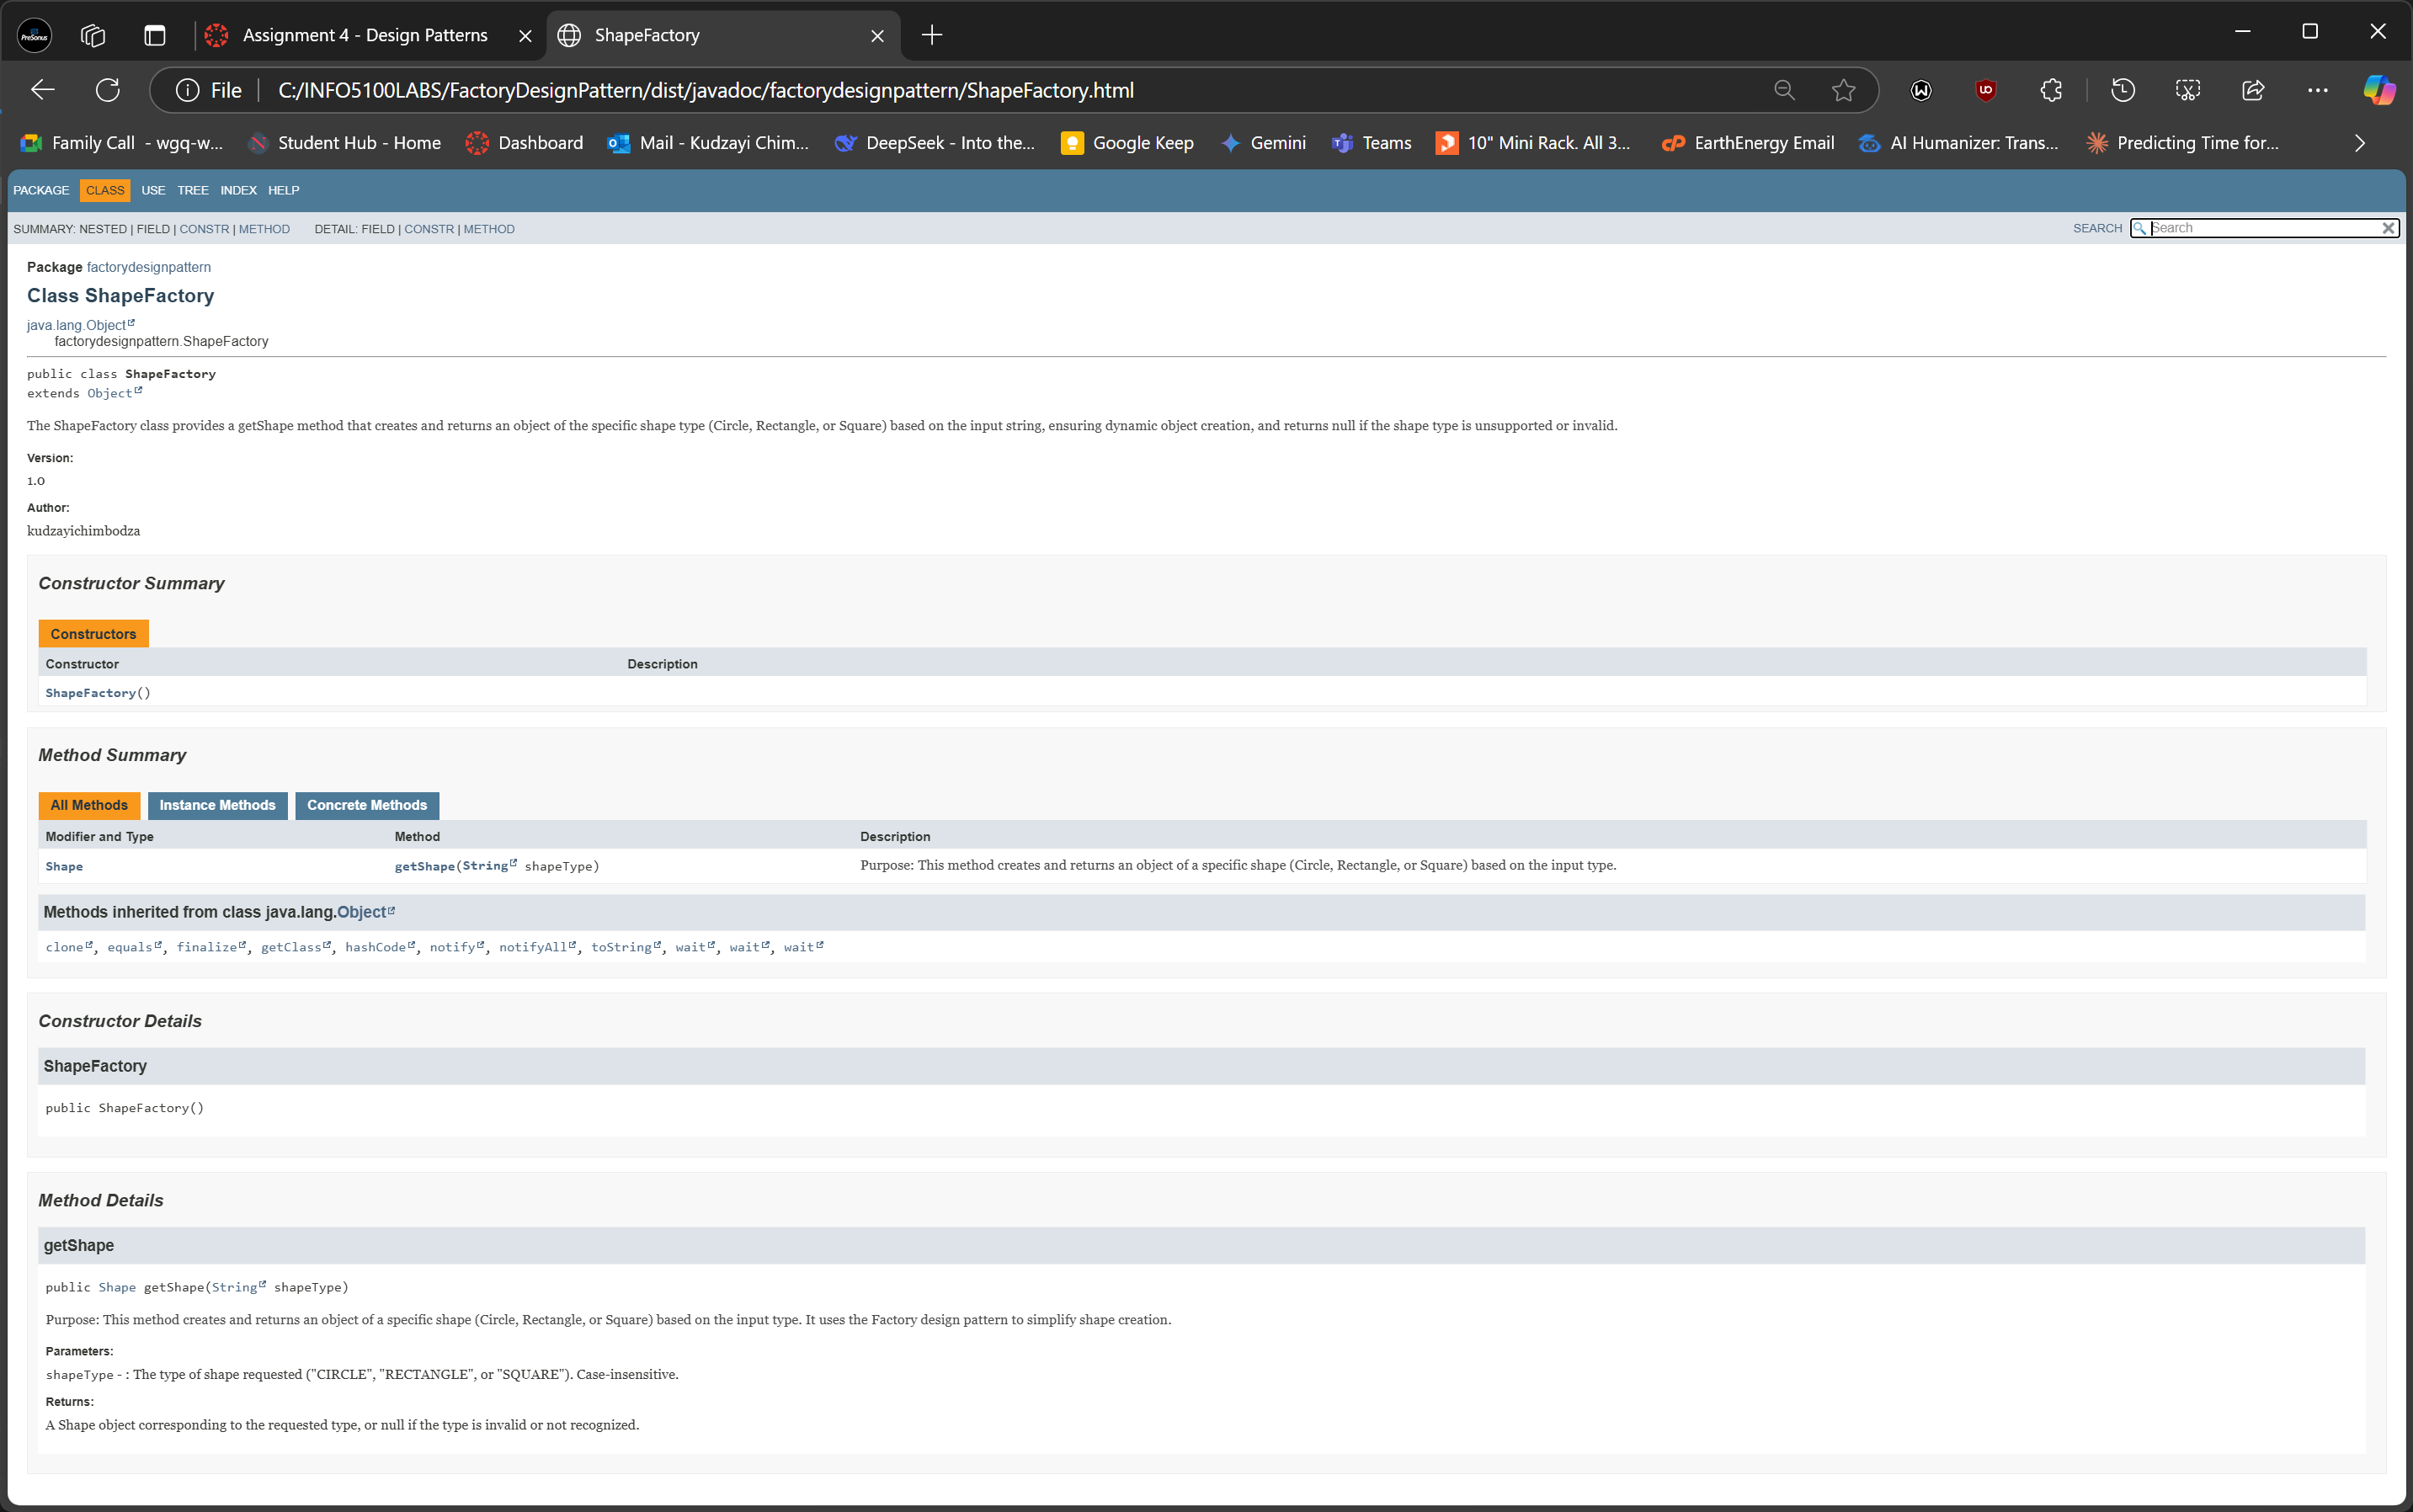 PreSonus
Assignment 4 - Design Patterns
ShapeFactory
File
C:/INFO5100LABS/FactoryDesignPattern/dist/javadoc/factorydesignpattern/ShapeFactory.html
Family Call - wgq-w...
Student Hub - Home
Dashboard
Mail - Kudzayi Chim...
DeepSeek - Into the...
Google Keep
Gemini
Teams
10" Mini Rack. All 3...
EarthEnergy Email
AI Humanizer: Trans...
Predicting Time for...
PACKAGE CLASS USE TREE INDEX HELP
SUMMARY: NESTED | FIELD | CONSTR | METHOD DETAIL: FIELD | CONSTR | METHOD
SEARCH Search
Package factorydesignpattern
Class ShapeFactory
java.lang.Object
factorydesignpattern.ShapeFactory
public class ShapeFactory
extends Object
The ShapeFactory class provides a getShape method that creates and returns an object of the specific shape type (Circle, Rectangle, or Square) based on the input string, ensuring dynamic object creation, and returns null if the shape type is unsupported or invalid.
Version:
1.0
Author:
kudzayichimbodza
Constructor Summary
Constructors
Constructor Description
ShapeFactory()
Method Summary
All Methods Instance Methods Concrete Methods
Modifier and Type Method Description
Shape getShape(String shapeType) Purpose: This method creates and returns an object of a specific shape (Circle, Rectangle, or Square) based on the input type.
Methods inherited from class java.lang.Object
clone, equals, finalize, getClass, hashCode, notify, notifyAll, toString, wait, wait, wait
Constructor Details
ShapeFactory
public ShapeFactory()
Method Details
getShape
public Shape getShape(String shapeType)
Purpose: This method creates and returns an object of a specific shape (Circle, Rectangle, or Square) based on the input type. It uses the Factory design pattern to simplify shape creation.
Parameters:
shapeType - : The type of shape requested ("CIRCLE", "RECTANGLE", or "SQUARE"). Case-insensitive.
Returns:
A Shape object corresponding to the requested type, or null if the type is invalid or not recognized.